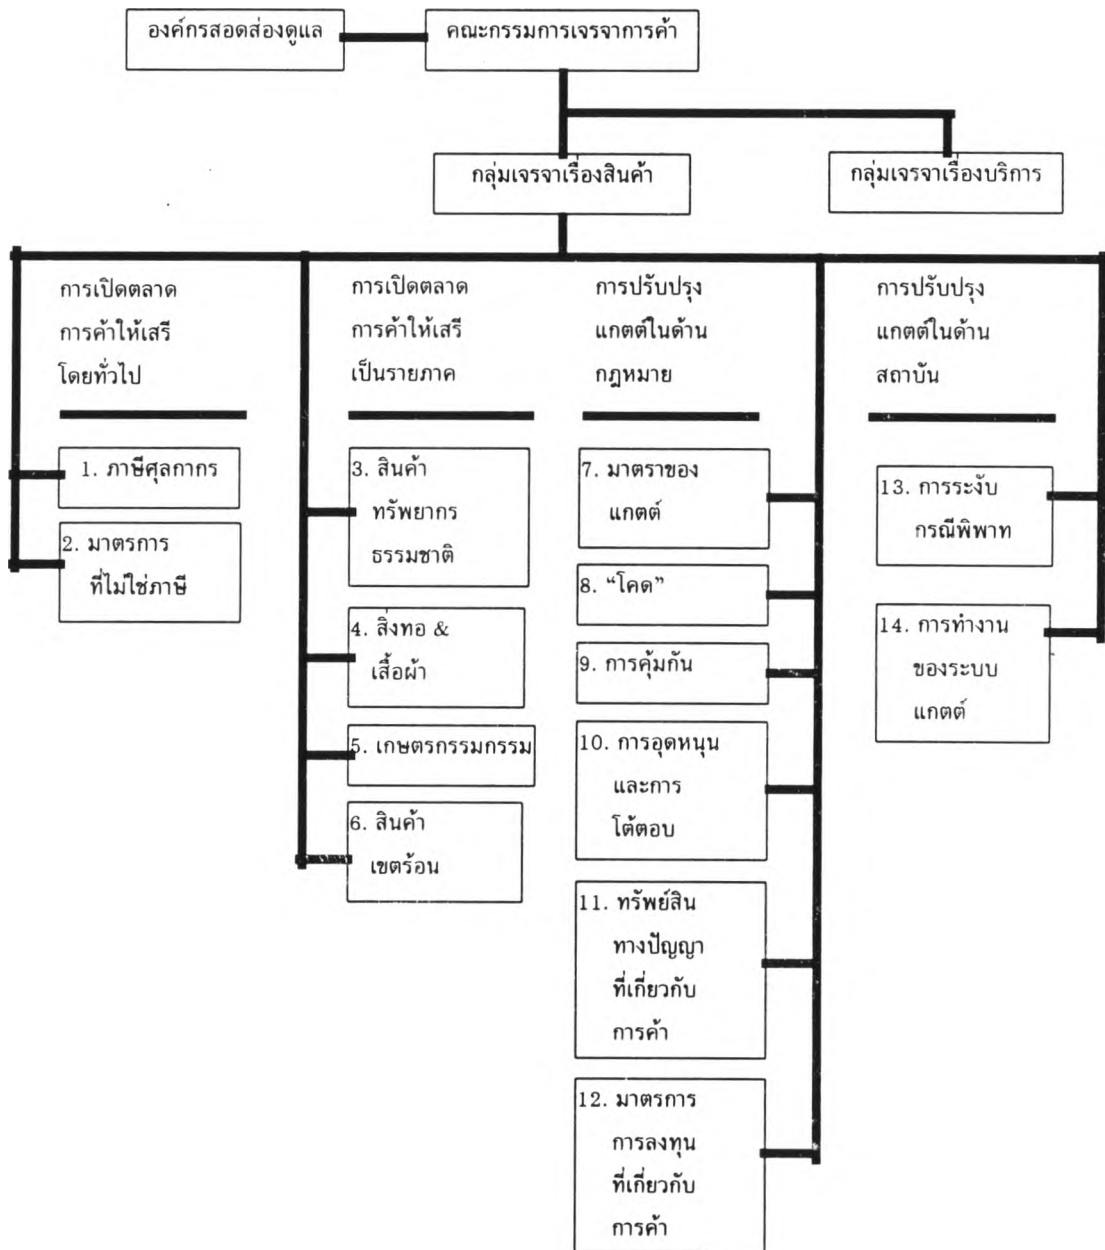 องค์กรสอดส่องดูแล
คณะกรรมการเจรจาการค้า
กลุ่มเจรจาเรื่องสินค้า
กลุ่มเจรจาเรื่องบริการ
การเปิดตลาด
การค้าให้เสรี
โดยทั่วไป
1. ภาษีศุลกากร
2. มาตรการ
ที่ไม่ใช่ภาษี
การเปิดตลาด
การค้าให้เสรี
เป็นรายภาค
3. สินค้า
ทรัพยากร
ธรรมชาติ
4. สิ่งทอ &
เสื้อผ้า
5. เกษตรกรรมกรรม
6. สินค้า
เขตร้อน
การปรับปรุง
แกตต์ในด้าน
กฎหมาย
7. มาตราของ
แกตต์
8. “โคด”
9. การคุ้มกัน
10. การอุดหนุน
และการ
โต้ตอบ
11. ทรัพย์สิน
ทางปัญญา
ที่เกี่ยวกับ
การค้า
12. มาตรการ
การลงทุน
ที่เกี่ยวกับ
การค้า
การปรับปรุง
แกตต์ในด้าน
สถาบัน
13. การระงับ
กรณีพิพาท
14. การทำงาน
ของระบบ
แกตต์